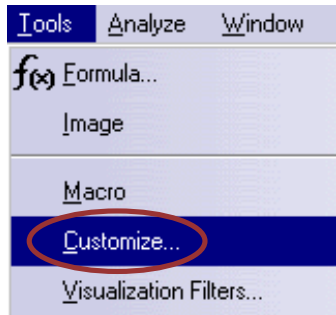 Tools Analyze Window
f(x) Formula...
Image
Macro
Customize...
Visualization Filters...